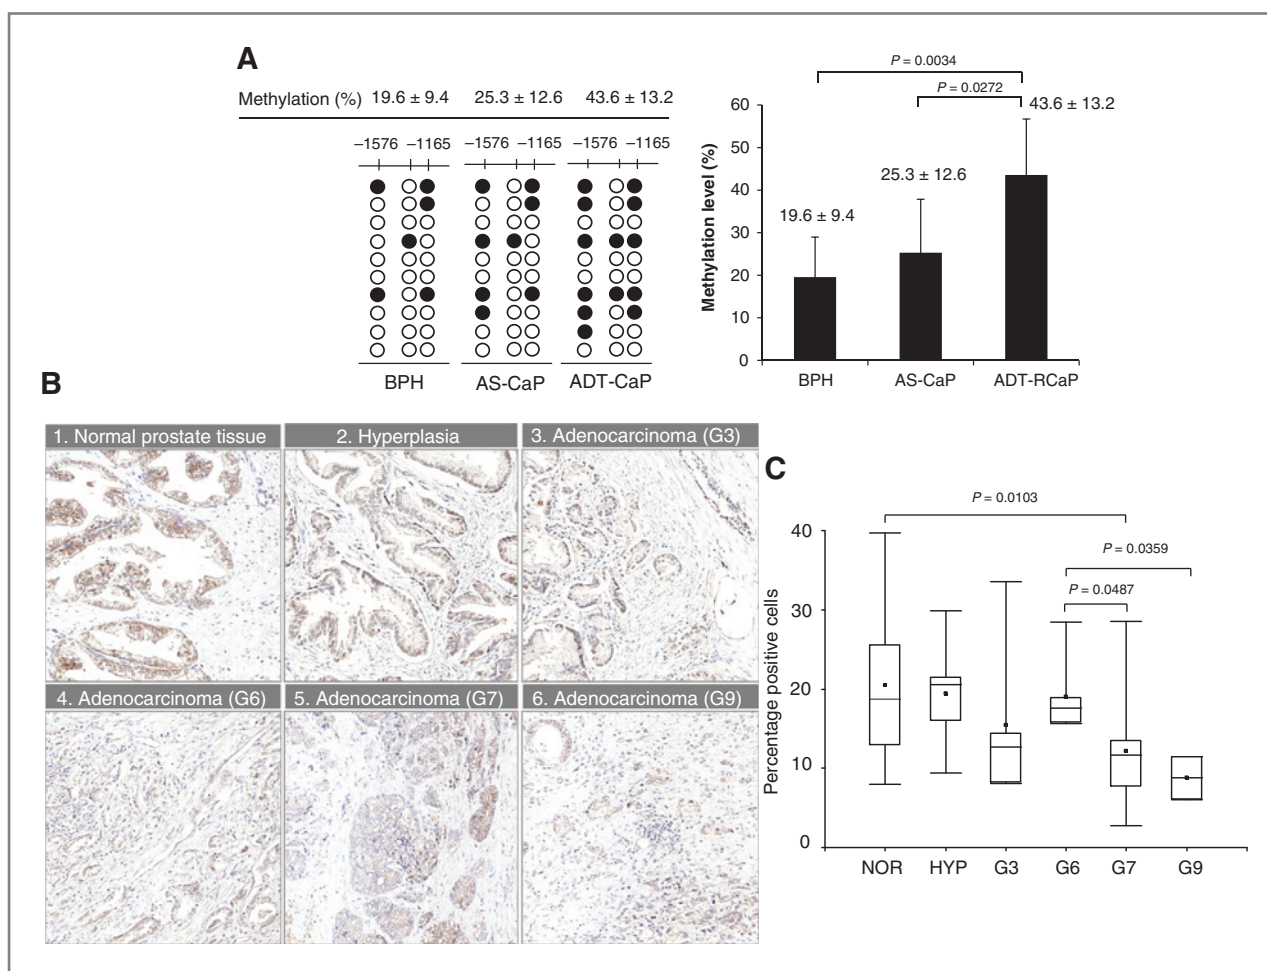 A
Methylation (%) 19.6 ± 9.4 25.3 ± 12.6 43.6 ± 13.2
–1576 –1165 –1576 –1165 –1576 –1165
BPH AS-CaP ADT-CaP
P = 0.0034
P = 0.0272
43.6 ± 13.2
25.3 ± 12.6
19.6 ± 9.4
Methylation level (%)
60
50
40
30
20
10
0
BPH AS-CaP ADT-RCaP
B
1. Normal prostate tissue 2. Hyperplasia 3. Adenocarcinoma (G3)
4. Adenocarcinoma (G6) 5. Adenocarcinoma (G7) 6. Adenocarcinoma (G9)
C
P = 0.0103
P = 0.0359
P = 0.0487
Percentage positive cells
40
30
20
10
0
NOR HYP G3 G6 G7 G9